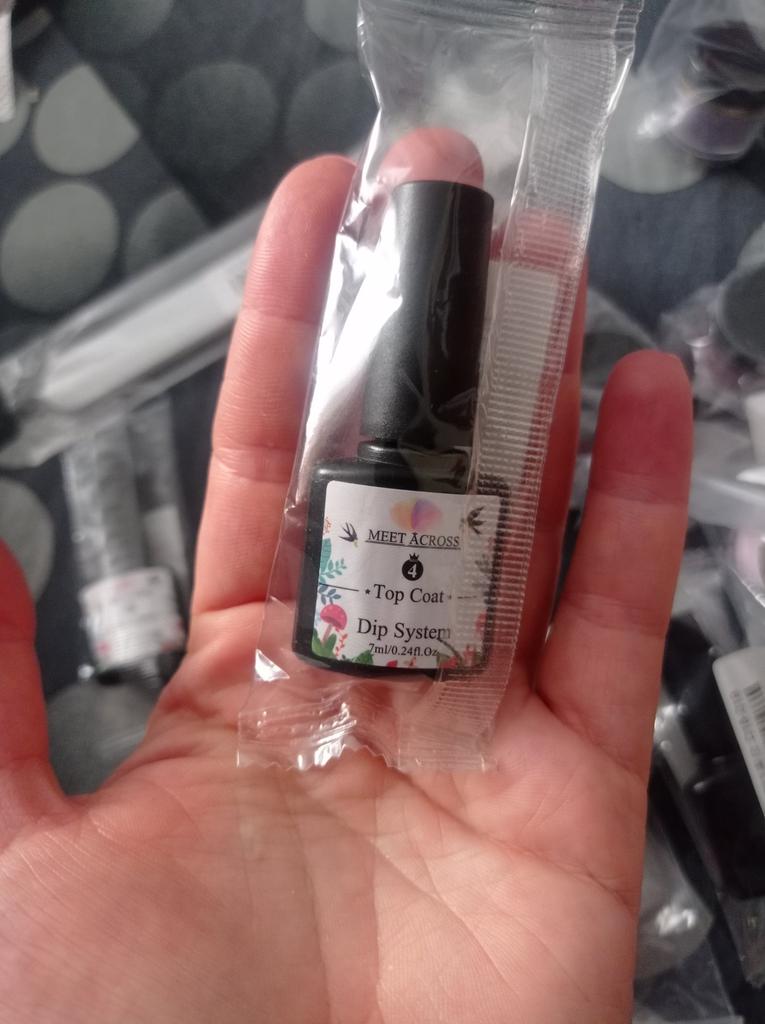 MEET ACROSS
4
Top Coat
Dip System
7ml/0.24fl.Oz